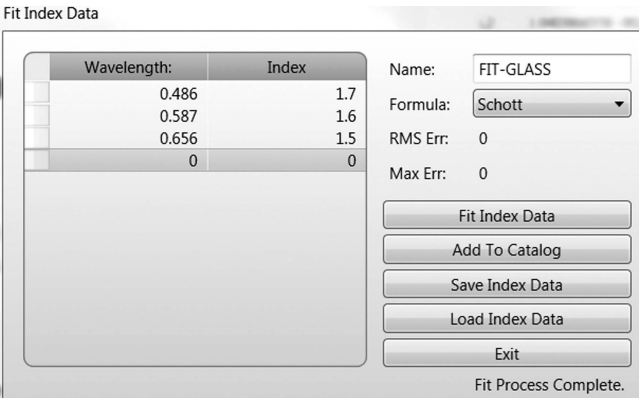 Fit Index Data
Wavelength: Index
0.486 1.7
0.587 1.6
0.656 1.5
0 0
Name: FIT-GLASS
Formula: Schott
RMS Err: 0
Max Err: 0
Fit Index Data
Add To Catalog
Save Index Data
Load Index Data
Exit
Fit Process Complete.